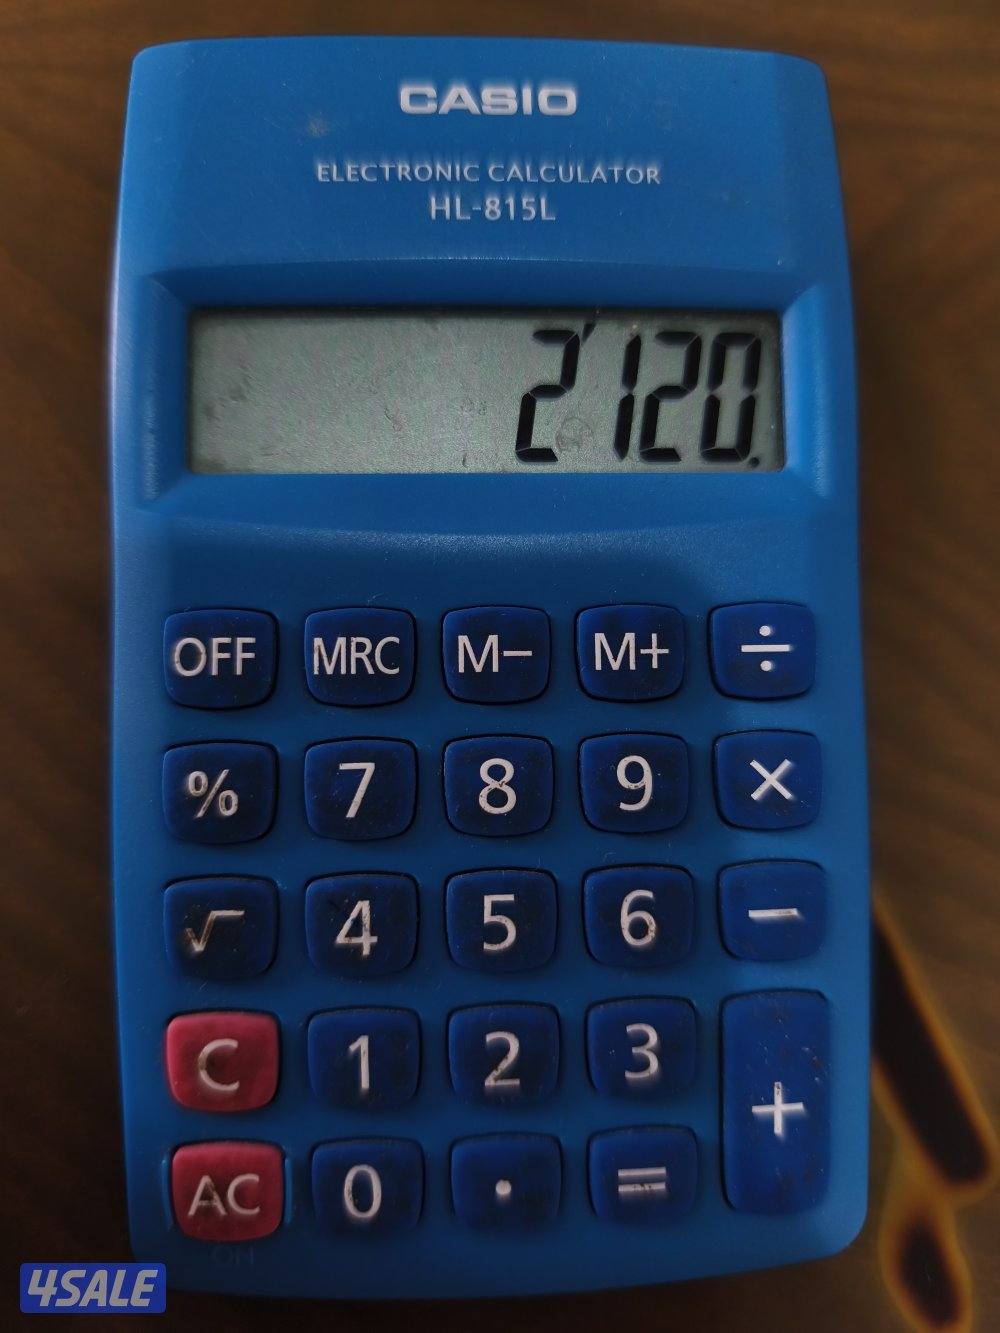 CASIO
ELECTRONIC CALCULATOR
HL-815L
2'120.
OFF MRC M− M+ ÷
% 7 8 9 ×
√ 4 5 6 −
C 1 2 3 +
AC 0 . =
ON
4SALE